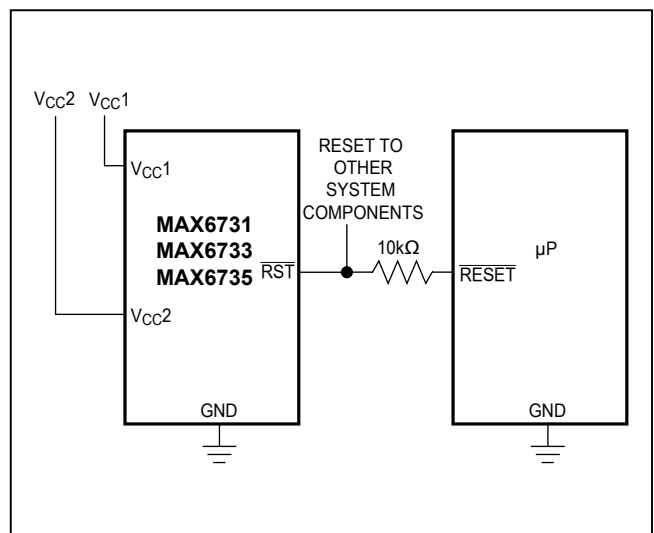 VCC2 VCC1
RESET TO
OTHER
SYSTEM
COMPONENTS
VCC1
MAX6731
MAX6733
MAX6735
RST
10kΩ
RESET
µP
VCC2
GND
GND